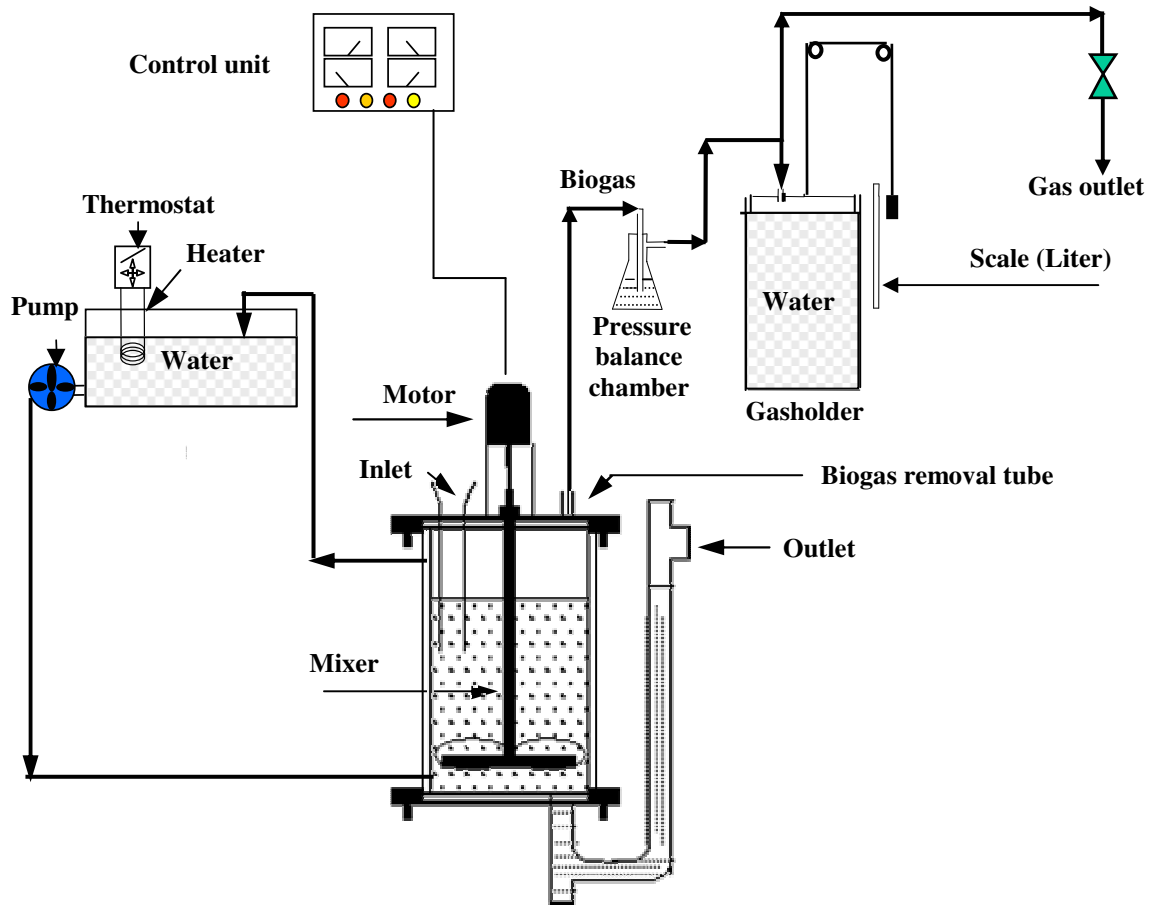 Control unit
Biogas
Gas outlet
Thermostat
Heater
Scale (Liter)
Pump
Water
Water
Pressure
balance
chamber
Motor
Gasholder
Inlet
Biogas removal tube
Outlet
Mixer